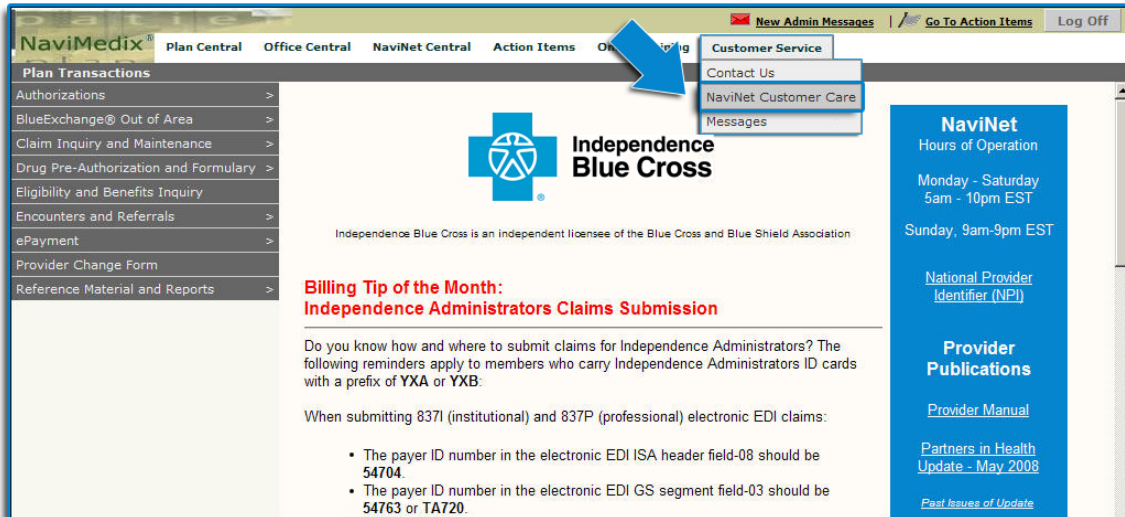 New Admin Messages | Go To Action Items Log Off
NaviMedix®
Plan Central Office Central NaviNet Central Action Items Customer Service
Plan Transactions
Contact Us
NaviNet Customer Care
Messages
Authorizations >
BlueExchange® Out of Area >
Claim Inquiry and Maintenance >
Drug Pre-Authorization and Formulary >
Eligibility and Benefits Inquiry
Encounters and Referrals >
ePayment >
Provider Change Form
Reference Material and Reports >
Independence
Blue Cross
Independence Blue Cross is an independent licensee of the Blue Cross and Blue Shield Association
Billing Tip of the Month:
Independence Administrators Claims Submission
Do you know how and where to submit claims for Independence Administrators? The
following reminders apply to members who carry Independence Administrators ID cards
with a prefix of YXA or YXB:
When submitting 837I (institutional) and 837P (professional) electronic EDI claims:
• The payer ID number in the electronic EDI ISA header field-08 should be
54704.
• The payer ID number in the electronic EDI GS segment field-03 should be
54763 or TA720.
NaviNet
Hours of Operation
Monday - Saturday
5am - 10pm EST
Sunday, 9am-9pm EST
National Provider
Identifier (NPI)
Provider
Publications
Provider Manual
Partners in Health
Update - May 2008
Past Issues of Update